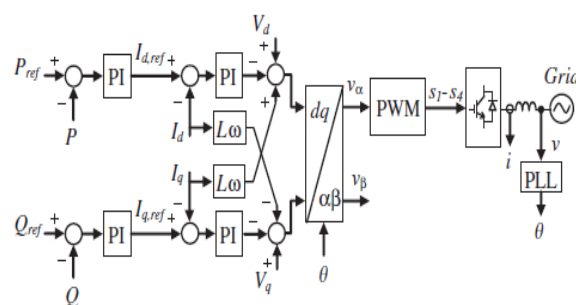 V_d
P_ref + − P PI I_d,ref + − PI − + +
I_d Lω
I_q Lω
Q_ref + − Q PI I_q,ref + − PI − − +
V_q
dq
αβ
θ
v_α
v_β
PWM
s_1-s_4
i
Grid
v
PLL
θ